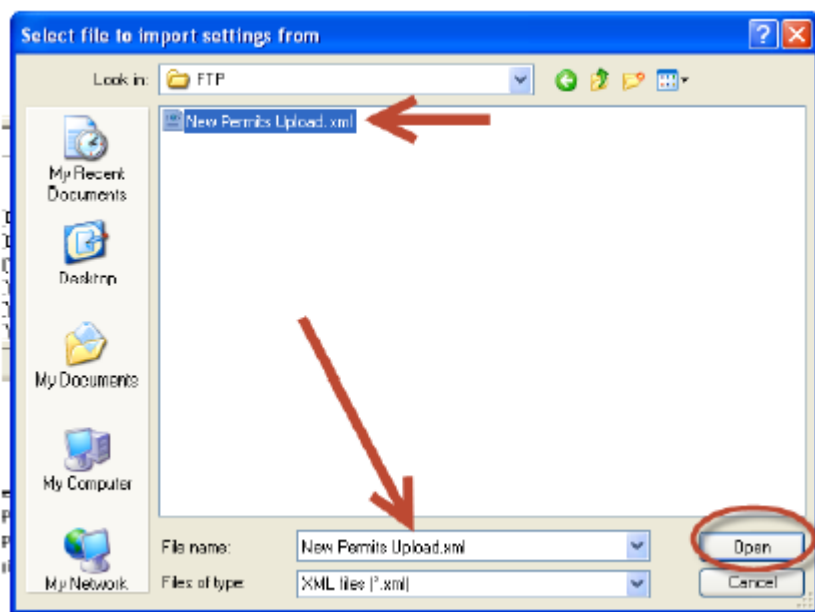 Select file to import settings from
Look in: FTP
New Permits Upload.xml
My Recent
Documents
Desktop
My Documents
My Computer
My Network
File name: New Permits Upload.xml
Files of type: XML files (*.xml)
Open
Cancel